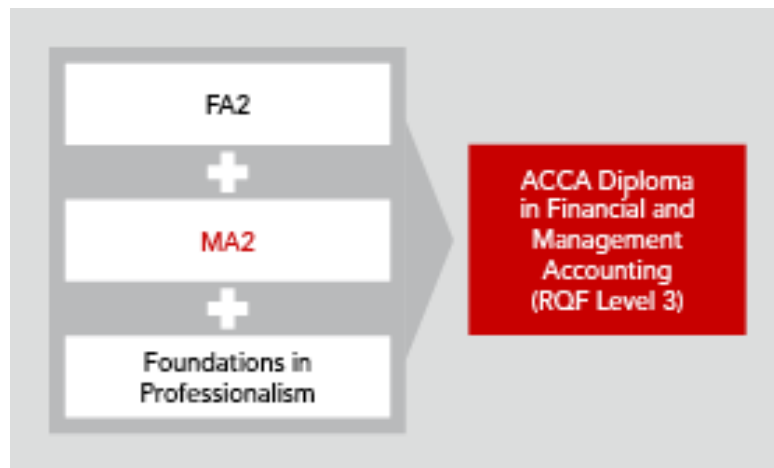 FA2
MA2
Foundations in
Professionalism
ACCA Diploma
in Financial and
Management
Accounting
(RQF Level 3)